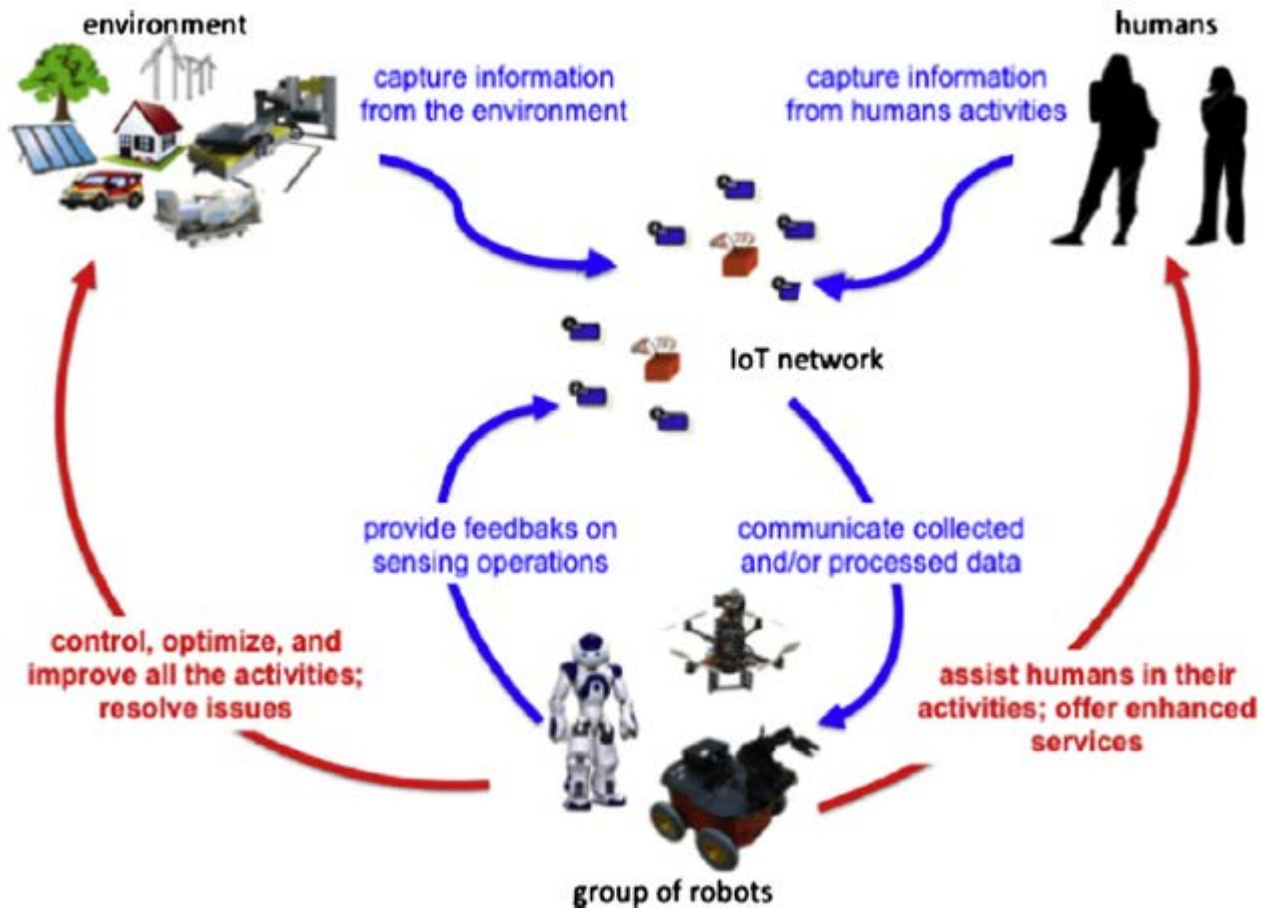 environment
humans
capture information
from the environment
capture information
from humans activities
IoT network
provide feedbaks on
sensing operations
communicate collected
and/or processed data
control, optimize, and
improve all the activities;
resolve issues
assist humans in their
activities; offer enhanced
services
group of robots